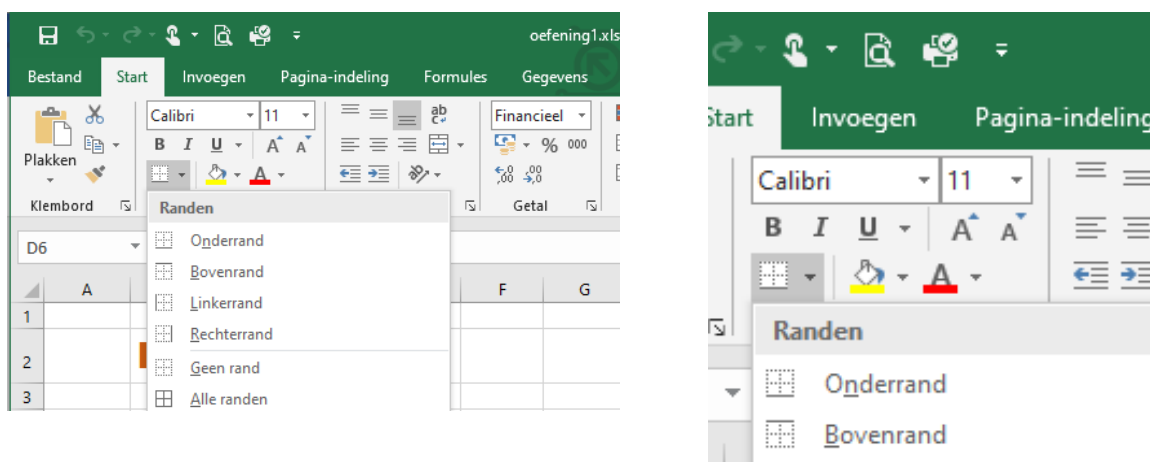 oefening1.xls
Bestand Start Invoegen Pagina-indeling Formules Gegevens
Calibri 11 ab Financieel
B I U A A % 000
Plakken
A ,00
Klembord Getal
Randen
D6
Onderrand
Bovenrand
A F G
Linkerrand
1
Rechterrand
2
Geen rand
3
Alle randen
Start Invoegen Pagina-indeling
Calibri 11
B I U A A
A
Randen
Onderrand
Bovenrand